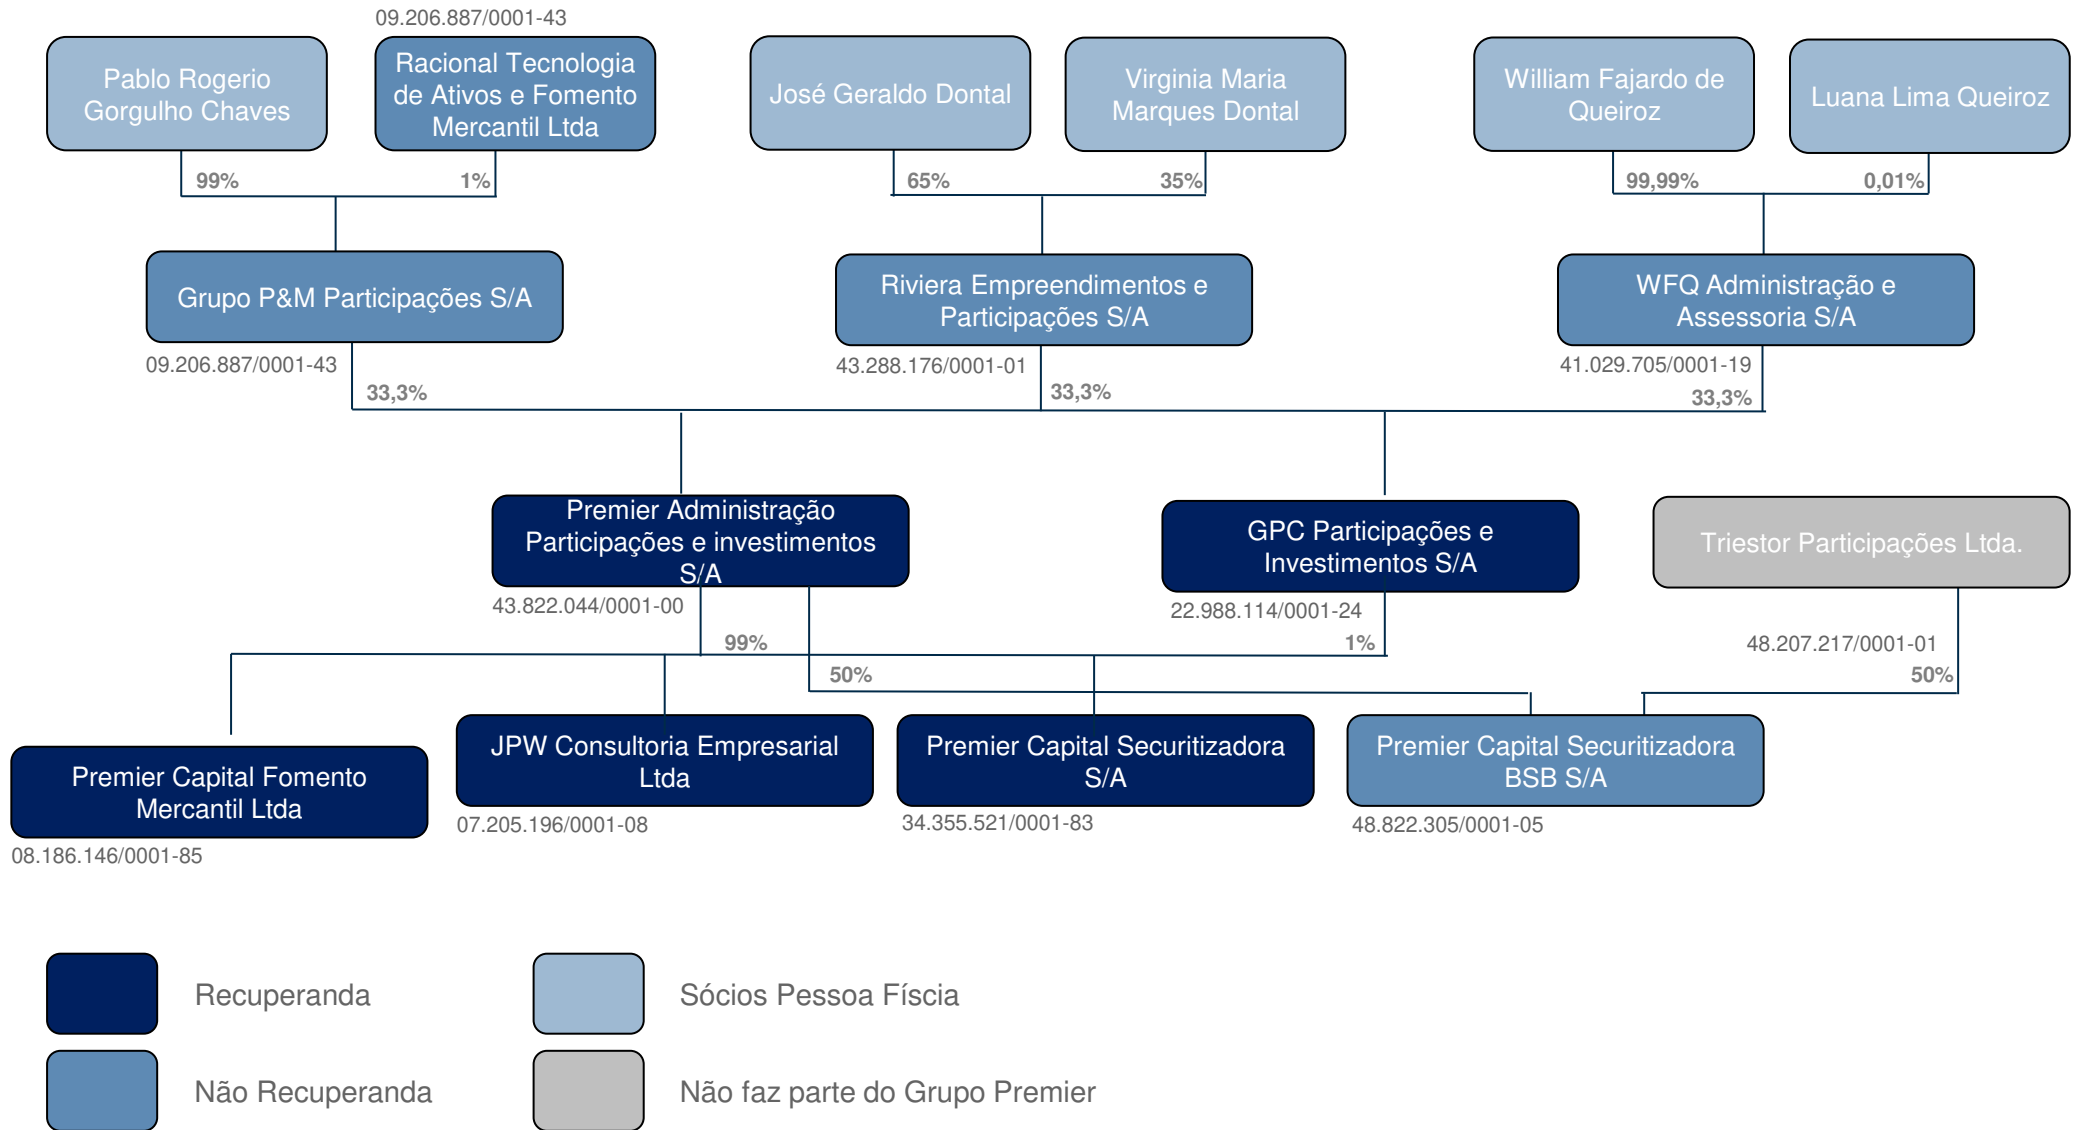 09.206.887/0001-43
Pablo Rogerio
Gorgulho Chaves
Racional Tecnologia
de Ativos e Fomento
Mercantil Ltda
José Geraldo Dontal
Virginia Maria
Marques Dontal
William Fajardo de
Queiroz
Luana Lima Queiroz
99%
1%
65%
35%
99,99%
0,01%
Grupo P&M Participações S/A
Riviera Empreendimentos e
Participações S/A
WFQ Administração e
Assessoria S/A
09.206.887/0001-43
43.288.176/0001-01
41.029.705/0001-19
33,3%
33,3%
33,3%
Premier Administração
Participações e investimentos
S/A
GPC Participações e
Investimentos S/A
Triestor Participações Ltda.
43.822.044/0001-00
22.988.114/0001-24
48.207.217/0001-01
99%
1%
50%
50%
Premier Capital Fomento
Mercantil Ltda
JPW Consultoria Empresarial
Ltda
Premier Capital Securitizadora
S/A
Premier Capital Securitizadora
BSB S/A
08.186.146/0001-85
07.205.196/0001-08
34.355.521/0001-83
48.822.305/0001-05
Recuperanda
Sócios Pessoa Físcia
Não Recuperanda
Não faz parte do Grupo Premier